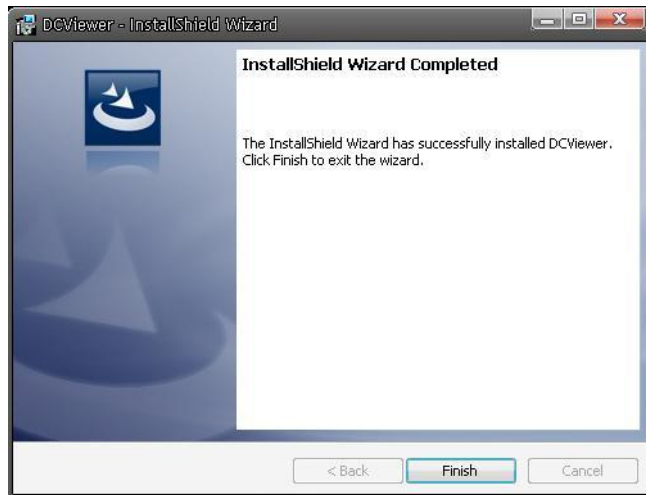 DCViewer - InstallShield Wizard
InstallShield Wizard Completed
The InstallShield Wizard has successfully installed DCViewer.
Click Finish to exit the wizard.
< Back
Finish
Cancel